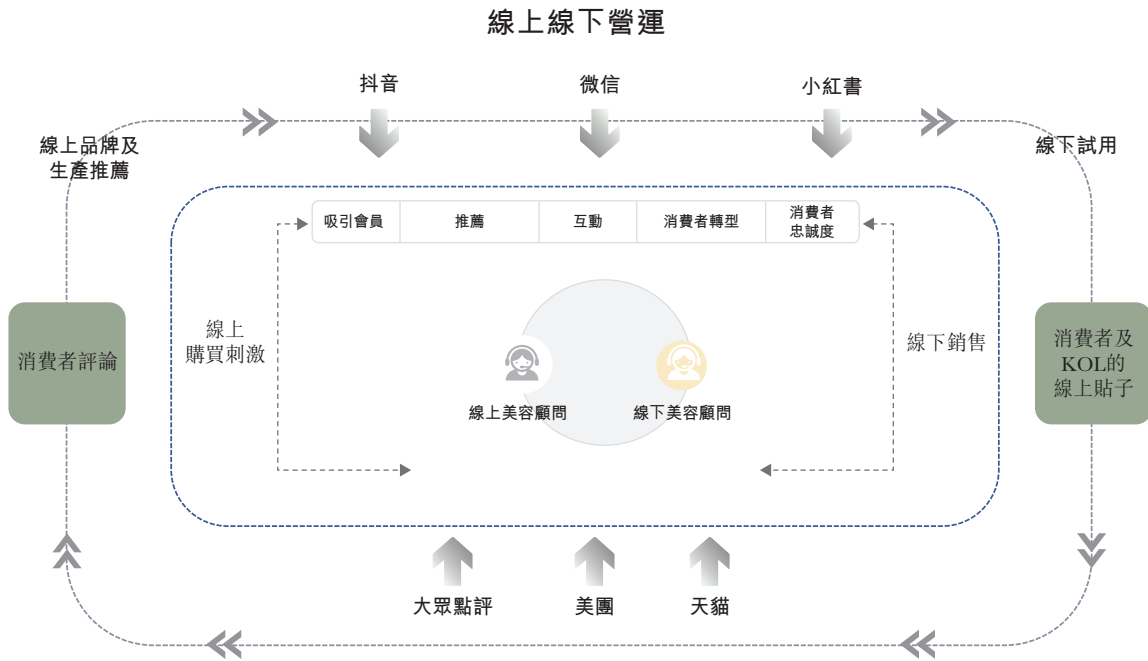 線上線下營運
抖音
微信
小紅書
線上品牌及
生產推薦
線下試用
吸引會員
推薦
互動
消費者轉型
消費者
忠誠度
線上
購買刺激
線下銷售
消費者評論
消費者及
KOL的
線上貼子
線上美容顧問
線下美容顧問
大眾點評
美團
天貓